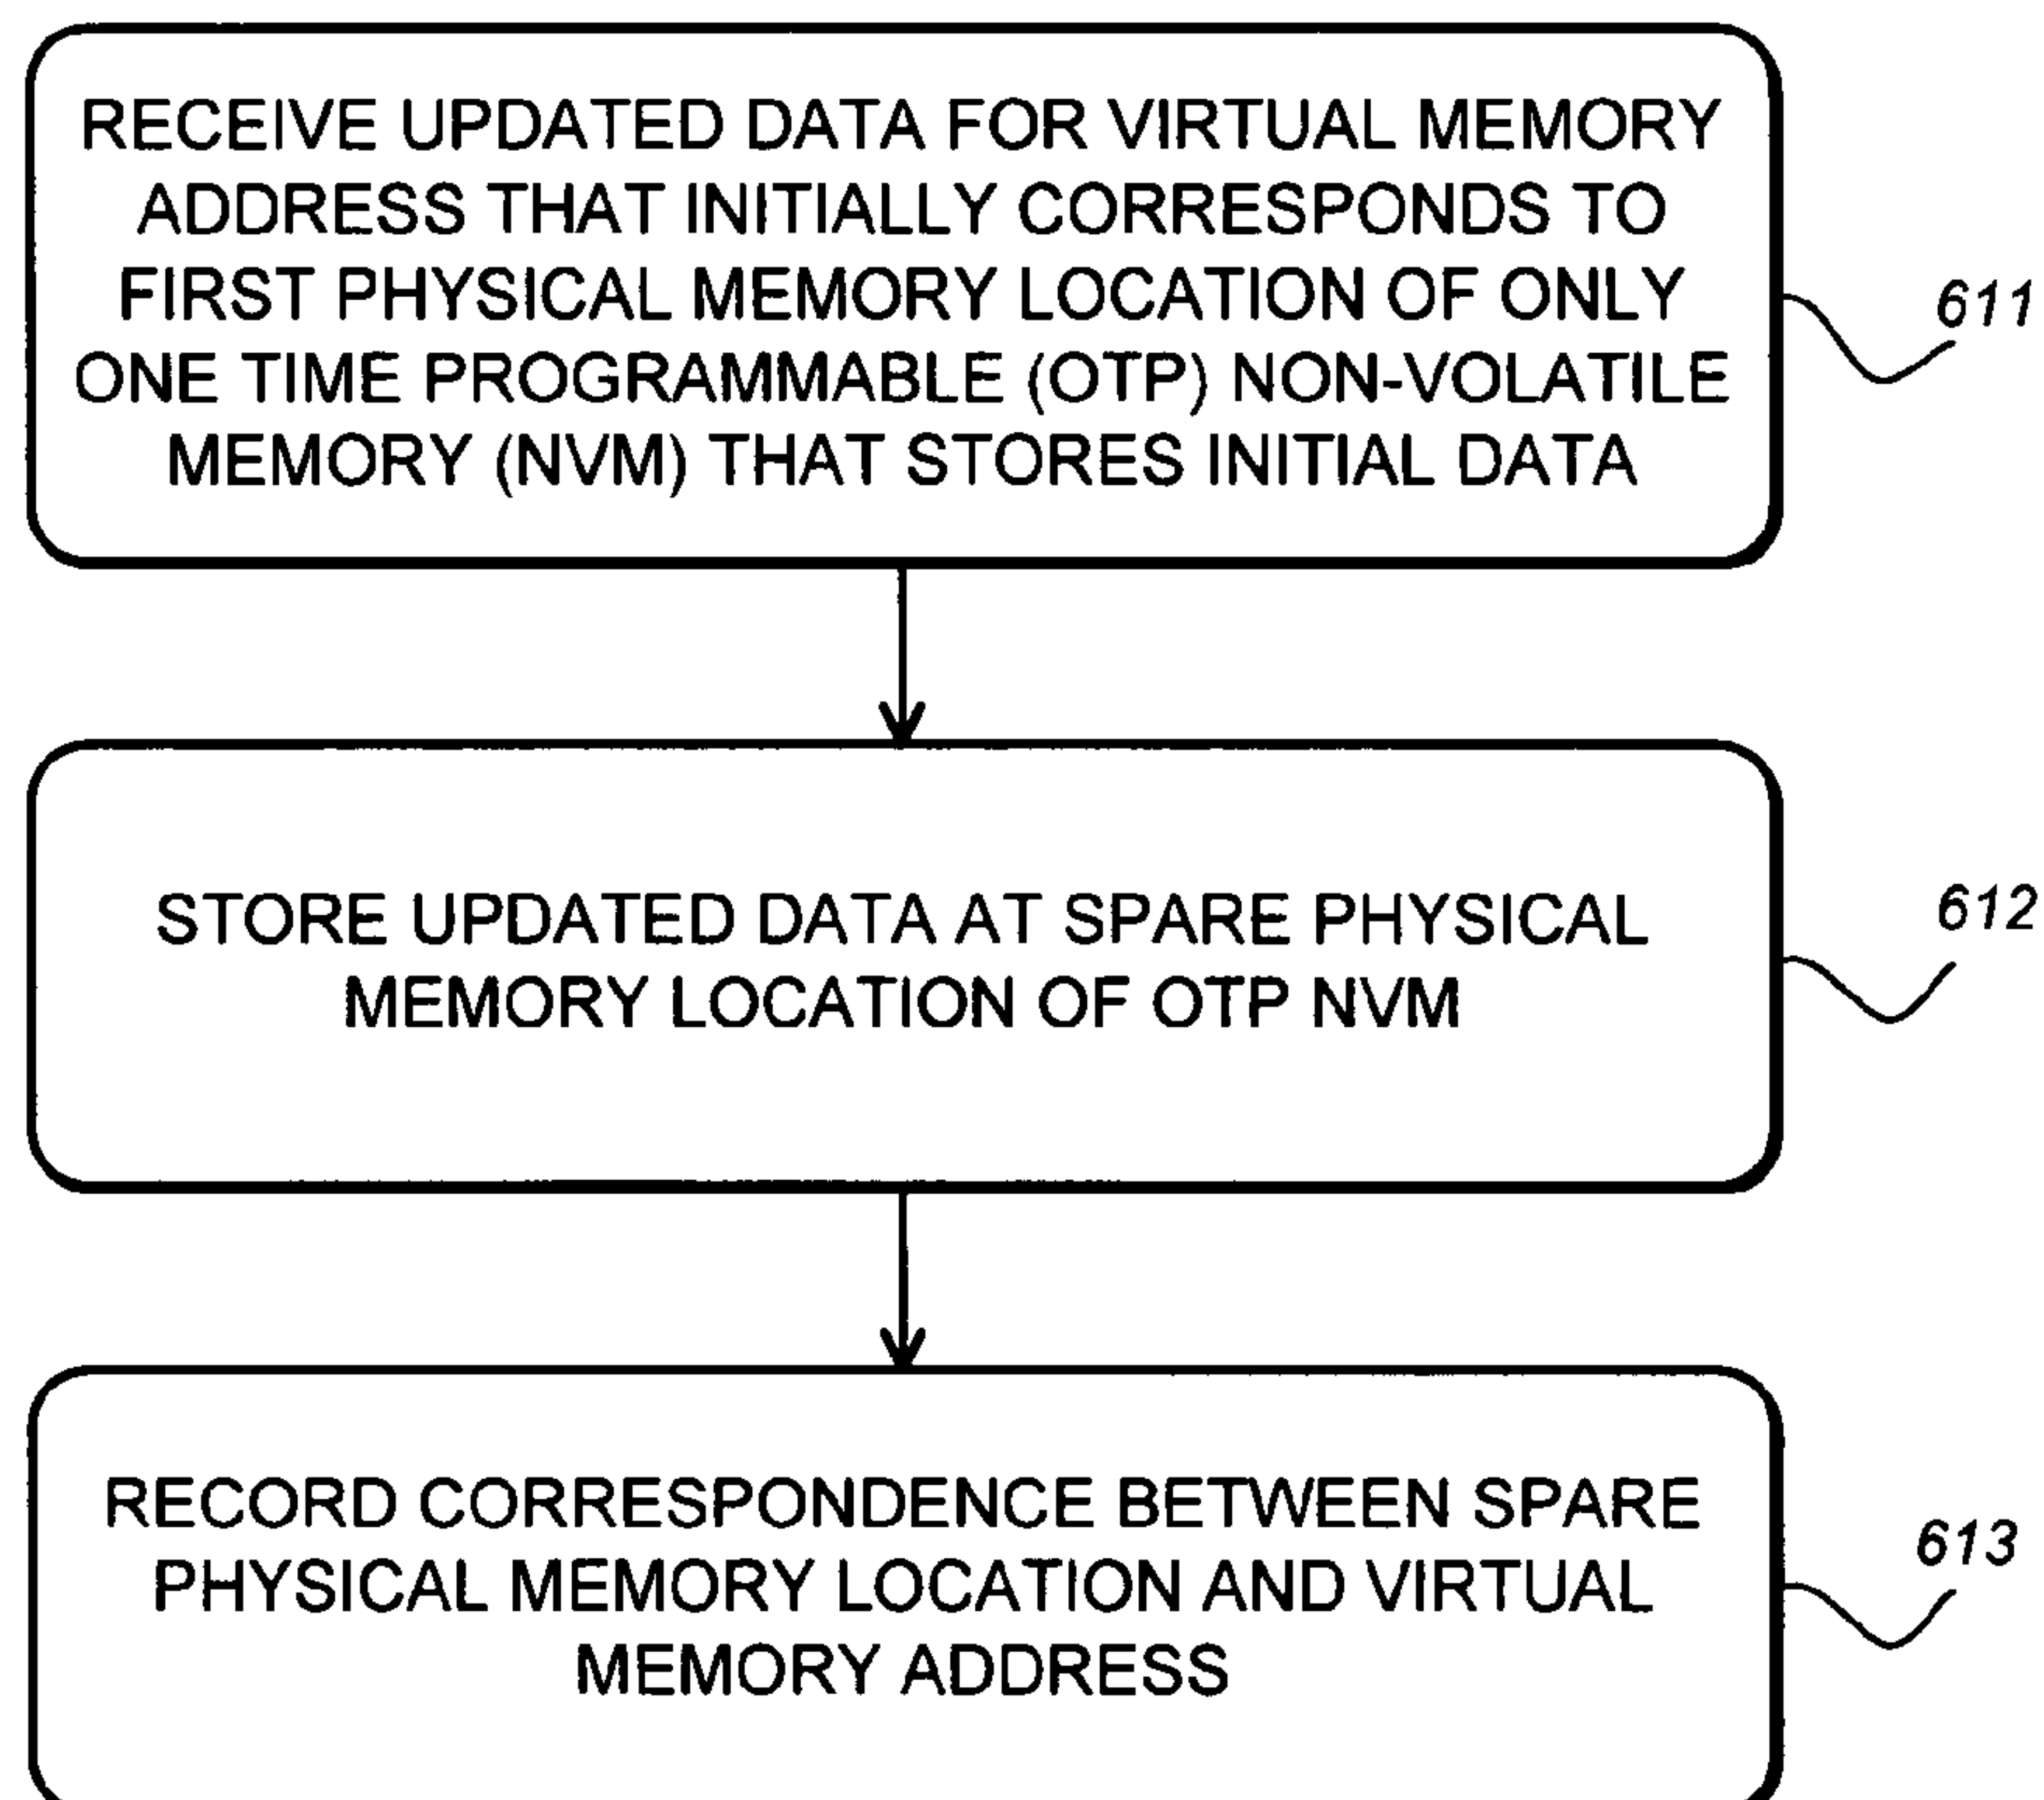 RECEIVE UPDATED DATA FOR VIRTUAL MEMORY
ADDRESS THAT INITIALLY CORRESPONDS TO
FIRST PHYSICAL MEMORY LOCATION OF ONLY
ONE TIME PROGRAMMABLE (OTP) NON-VOLATILE
MEMORY (NVM) THAT STORES INITIAL DATA
611
STORE UPDATED DATA AT SPARE PHYSICAL
MEMORY LOCATION OF OTP NVM
612
RECORD CORRESPONDENCE BETWEEN SPARE
PHYSICAL MEMORY LOCATION AND VIRTUAL
MEMORY ADDRESS
613